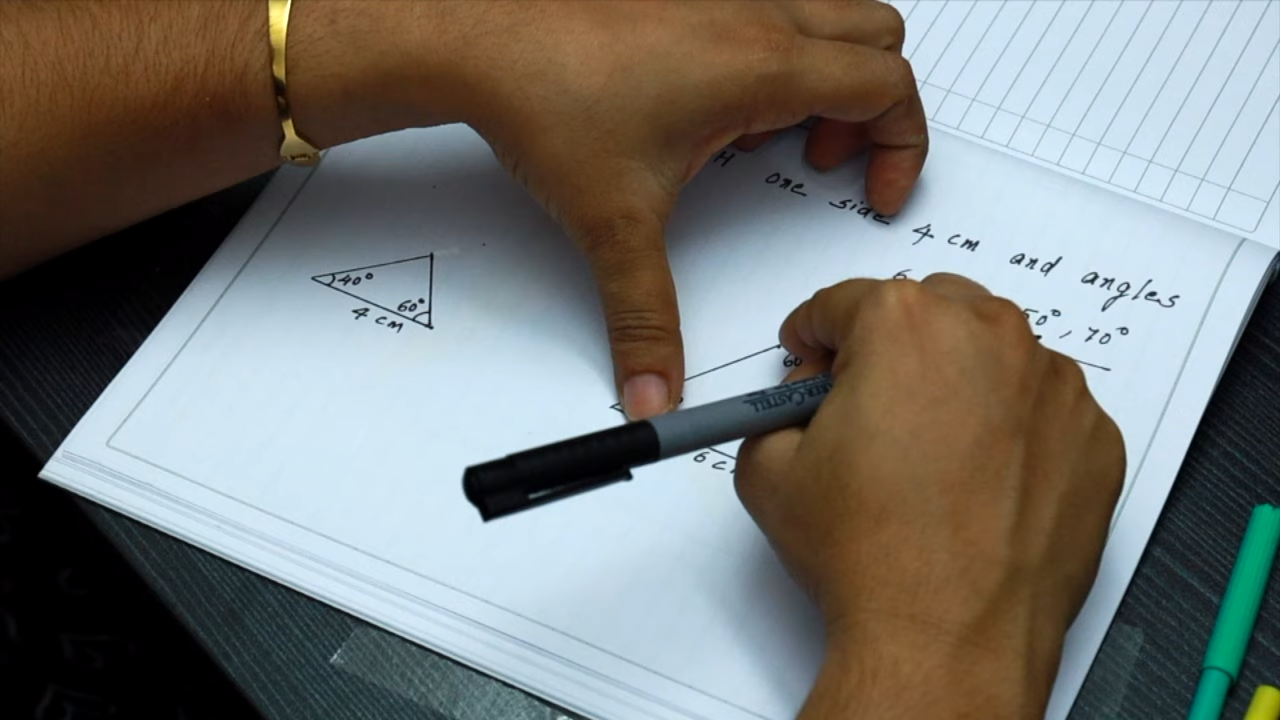 one side 4 cm and angles
50°, 70°
40°
60°
4 cm
60
6 c